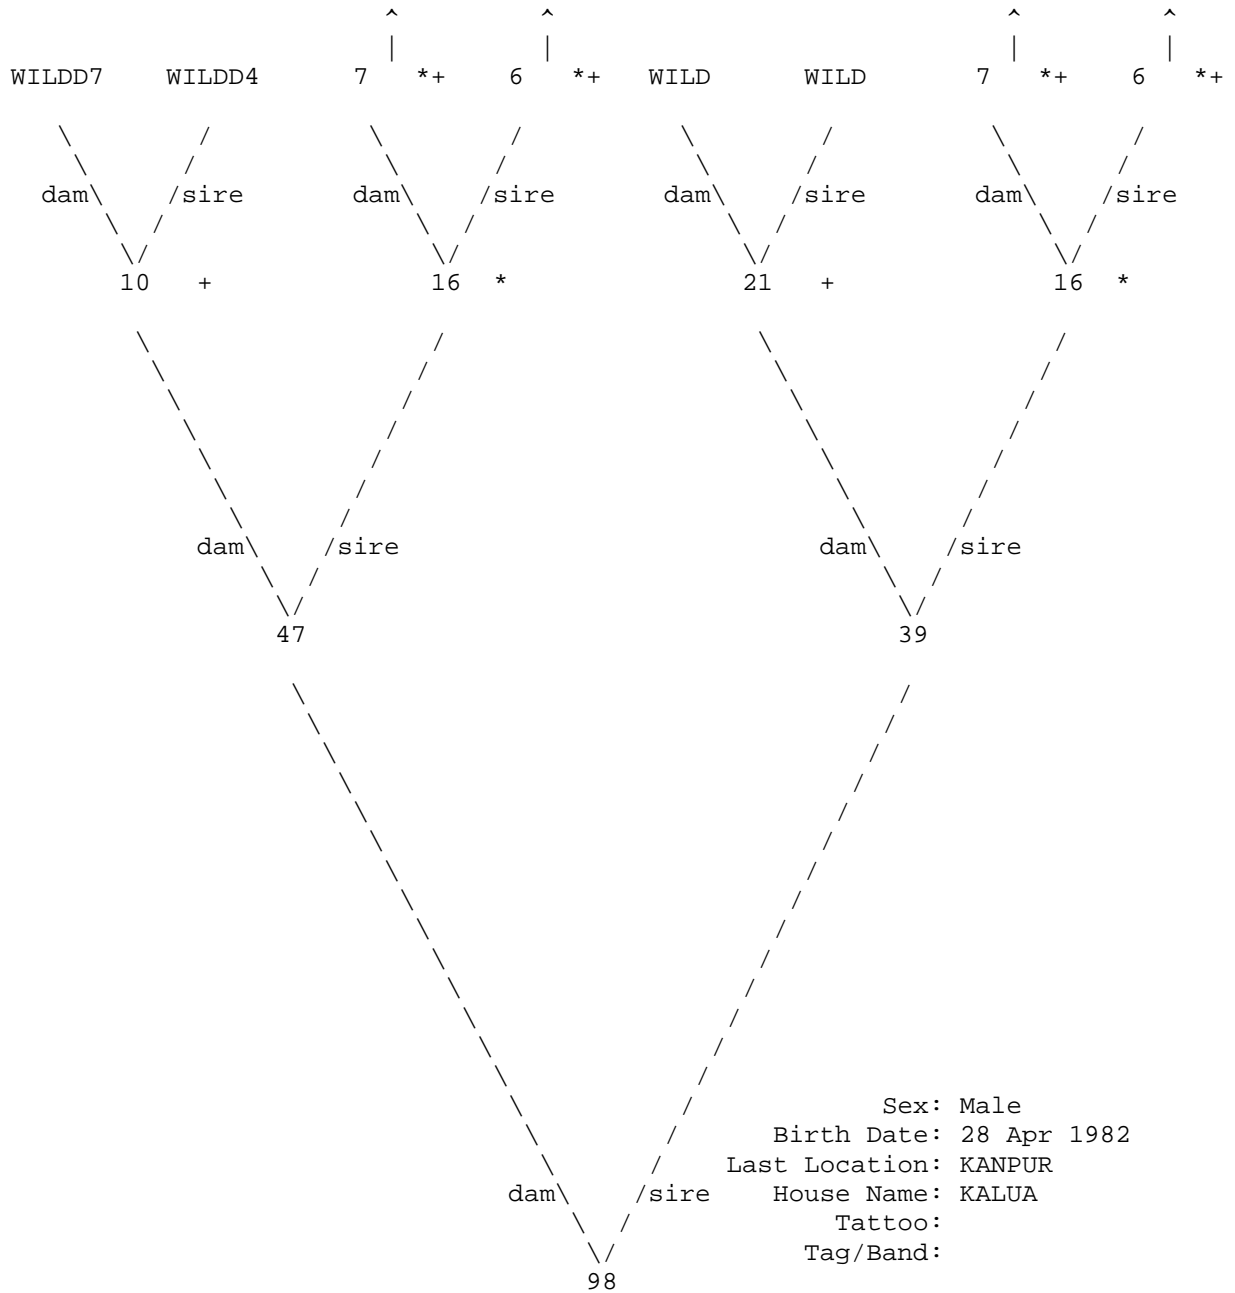 ^ ^ ^ ^
| | | |
WILDD7 WILDD4 7 *+ 6 *+ WILD WILD 7 *+ 6 *+
dam sire dam sire dam sire dam sire
10 + 16 * 21 + 16 *
dam sire dam sire
47 39
Sex: Male
Birth Date: 28 Apr 1982
Last Location: KANPUR
dam sire House Name: KALUA
Tattoo:
Tag/Band:
98